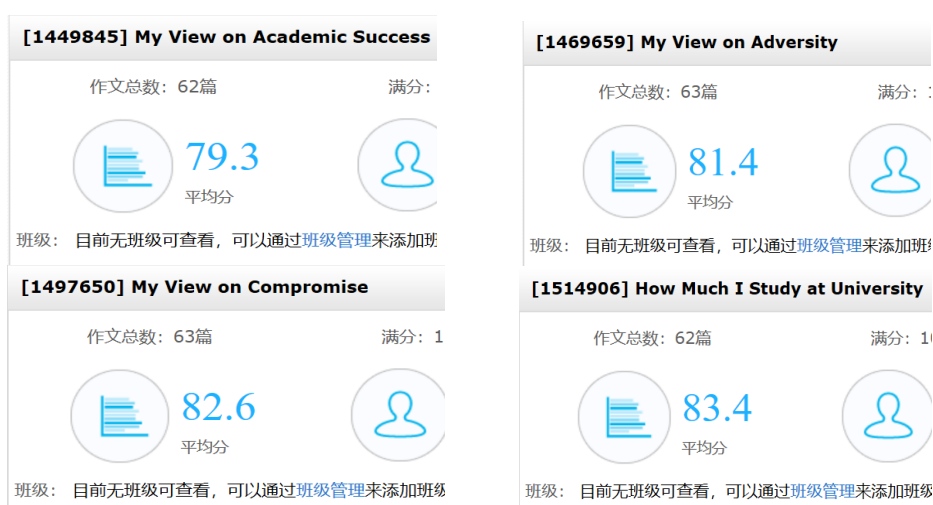 [1449845] My View on Academic Success
作文总数：62篇
满分：
79.3
平均分
班级： 目前无班级可查看，可以通过班级管理来添加班
[1469659] My View on Adversity
作文总数：63篇
满分：
81.4
平均分
班级： 目前无班级可查看，可以通过班级管理来添加班
[1497650] My View on Compromise
作文总数：63篇
满分：1
82.6
平均分
班级： 目前无班级可查看，可以通过班级管理来添加班级
[1514906] How Much I Study at University
作文总数：62篇
满分：1
83.4
平均分
班级： 目前无班级可查看，可以通过班级管理来添加班级